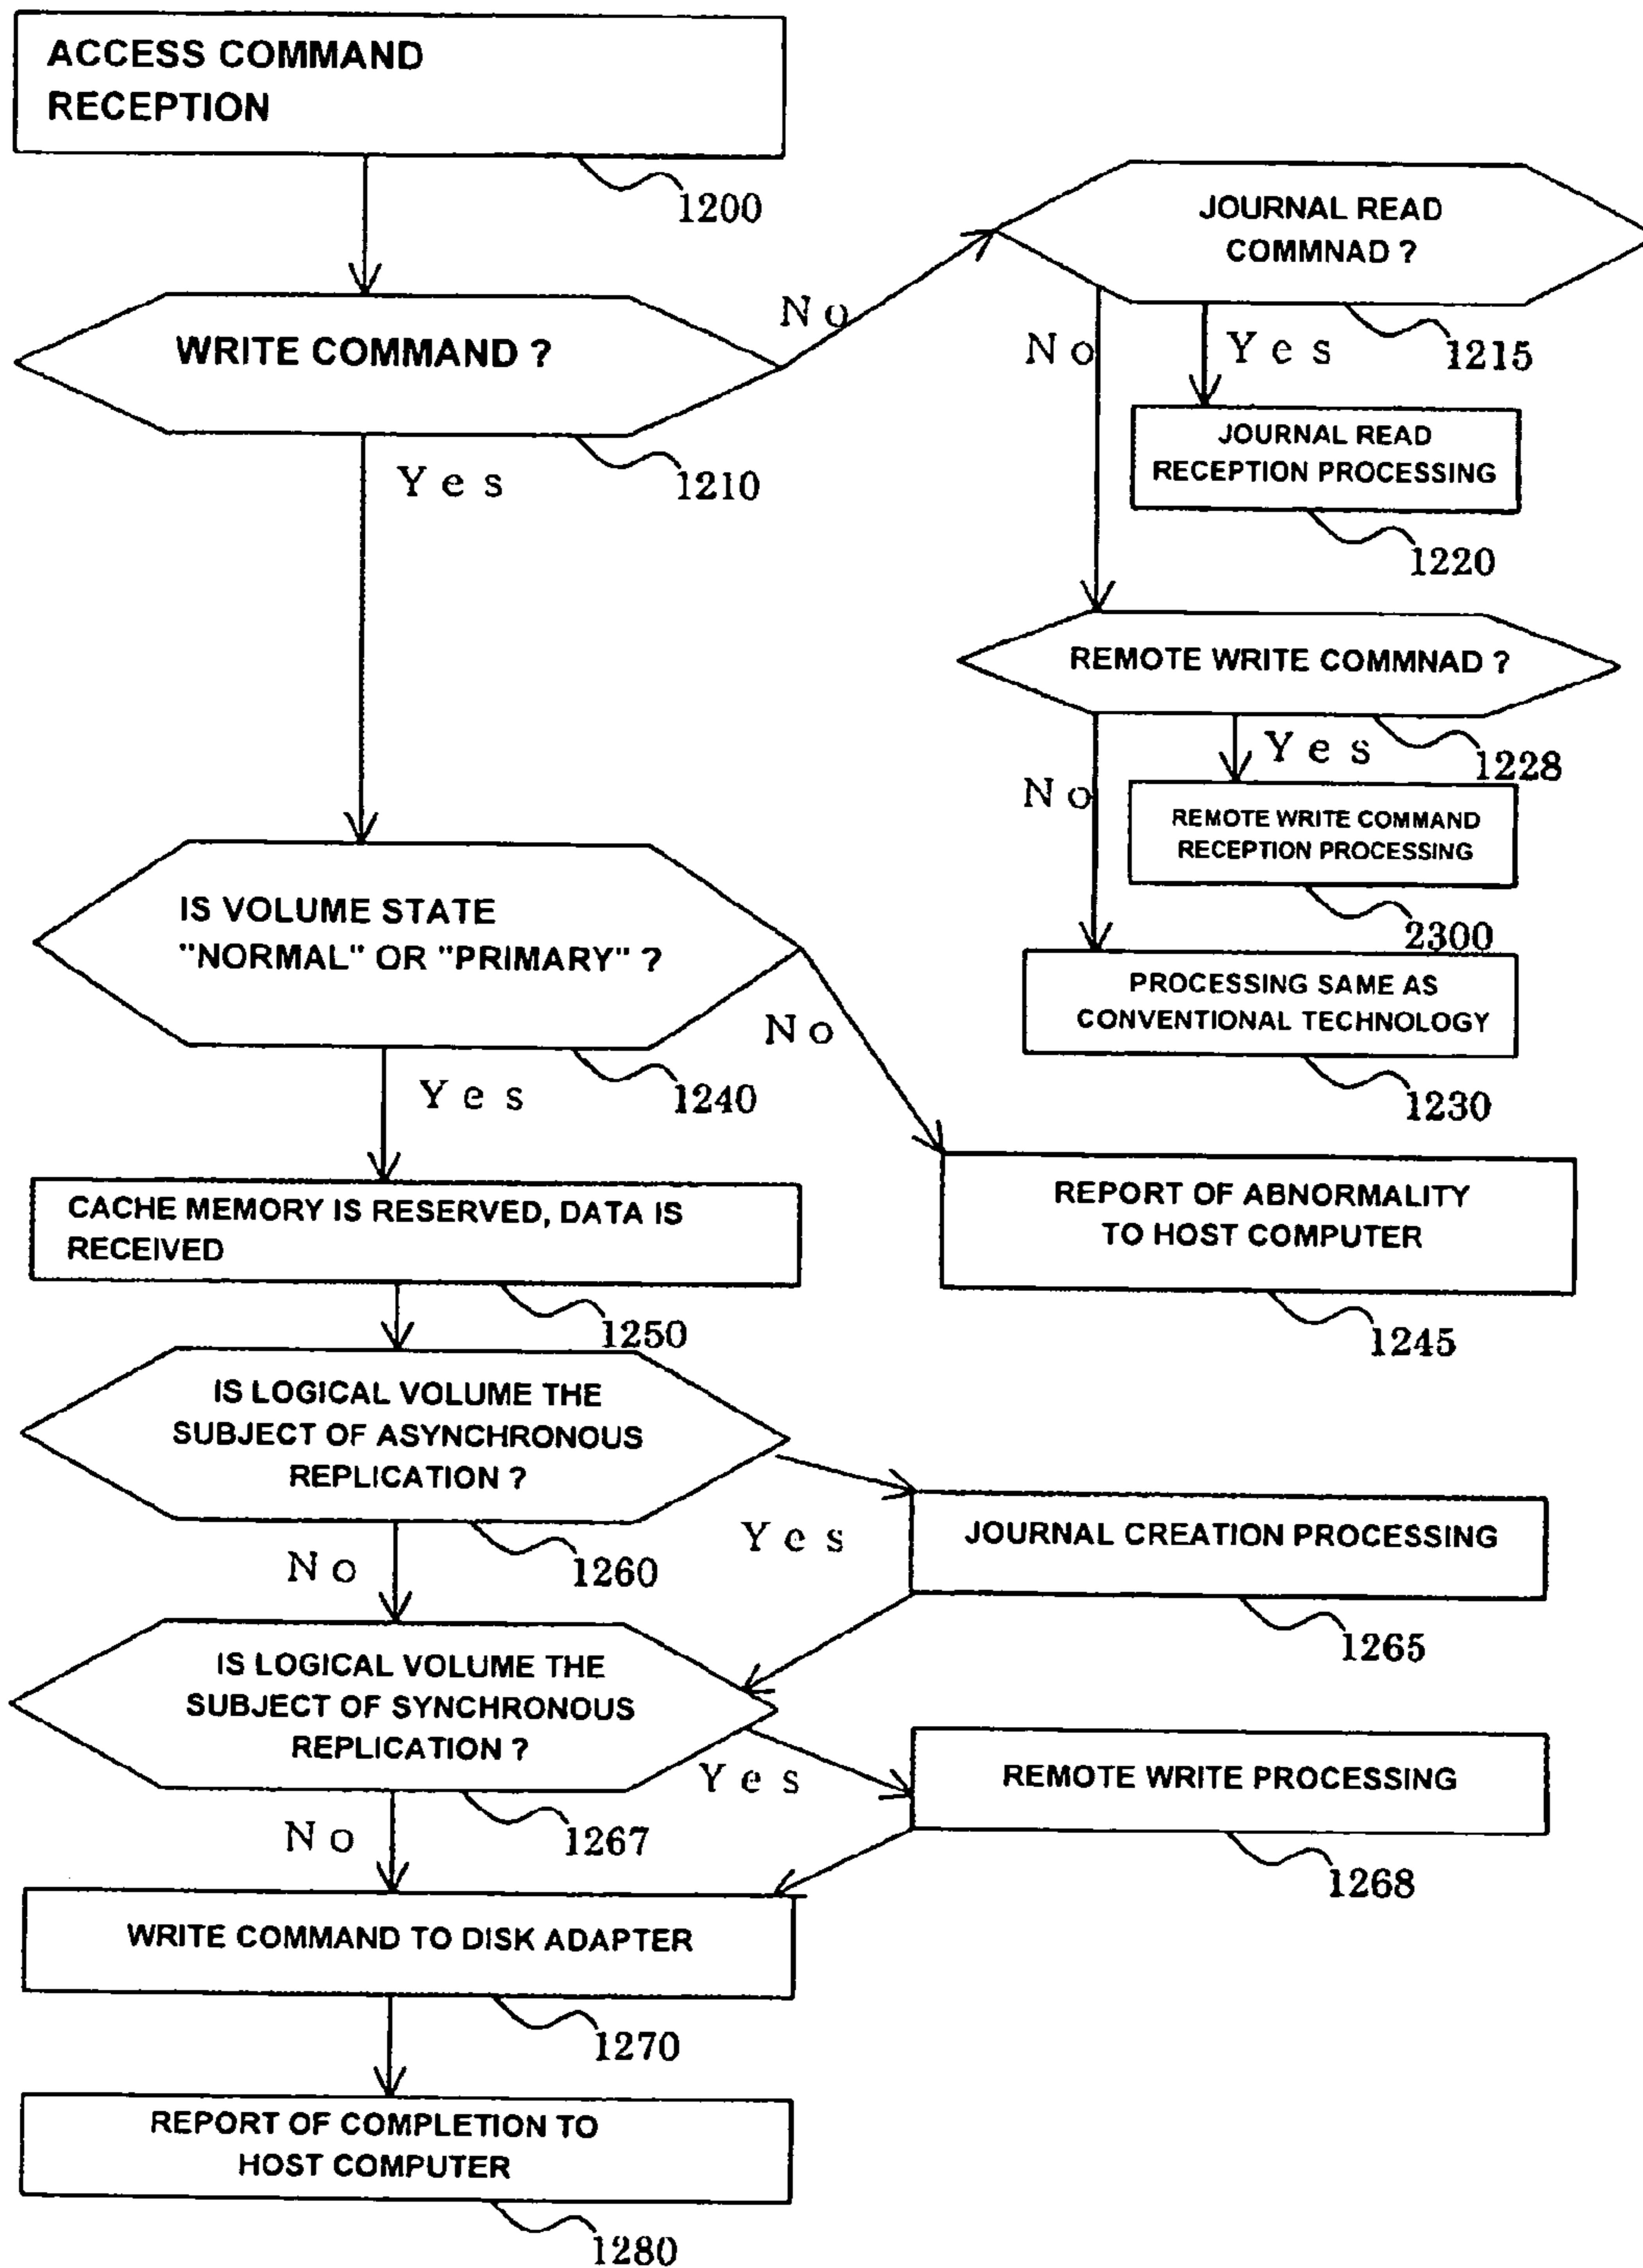 ACCESS COMMAND
RECEPTION
1200
WRITE COMMAND ?
1210
No
Yes
JOURNAL READ
COMMNAD ?
1215
No
Yes
JOURNAL READ
RECEPTION PROCESSING
1220
REMOTE WRITE COMMNAD ?
1228
No
Yes
REMOTE WRITE COMMAND
RECEPTION PROCESSING
2300
PROCESSING SAME AS
CONVENTIONAL TECHNOLOGY
1230
IS VOLUME STATE
"NORMAL" OR "PRIMARY" ?
1240
No
Yes
REPORT OF ABNORMALITY
TO HOST COMPUTER
1245
CACHE MEMORY IS RESERVED, DATA IS
RECEIVED
1250
IS LOGICAL VOLUME THE
SUBJECT OF ASYNCHRONOUS
REPLICATION ?
1260
Yes
No
JOURNAL CREATION PROCESSING
1265
IS LOGICAL VOLUME THE
SUBJECT OF SYNCHRONOUS
REPLICATION ?
1267
Yes
No
REMOTE WRITE PROCESSING
1268
WRITE COMMAND TO DISK ADAPTER
1270
REPORT OF COMPLETION TO
HOST COMPUTER
1280